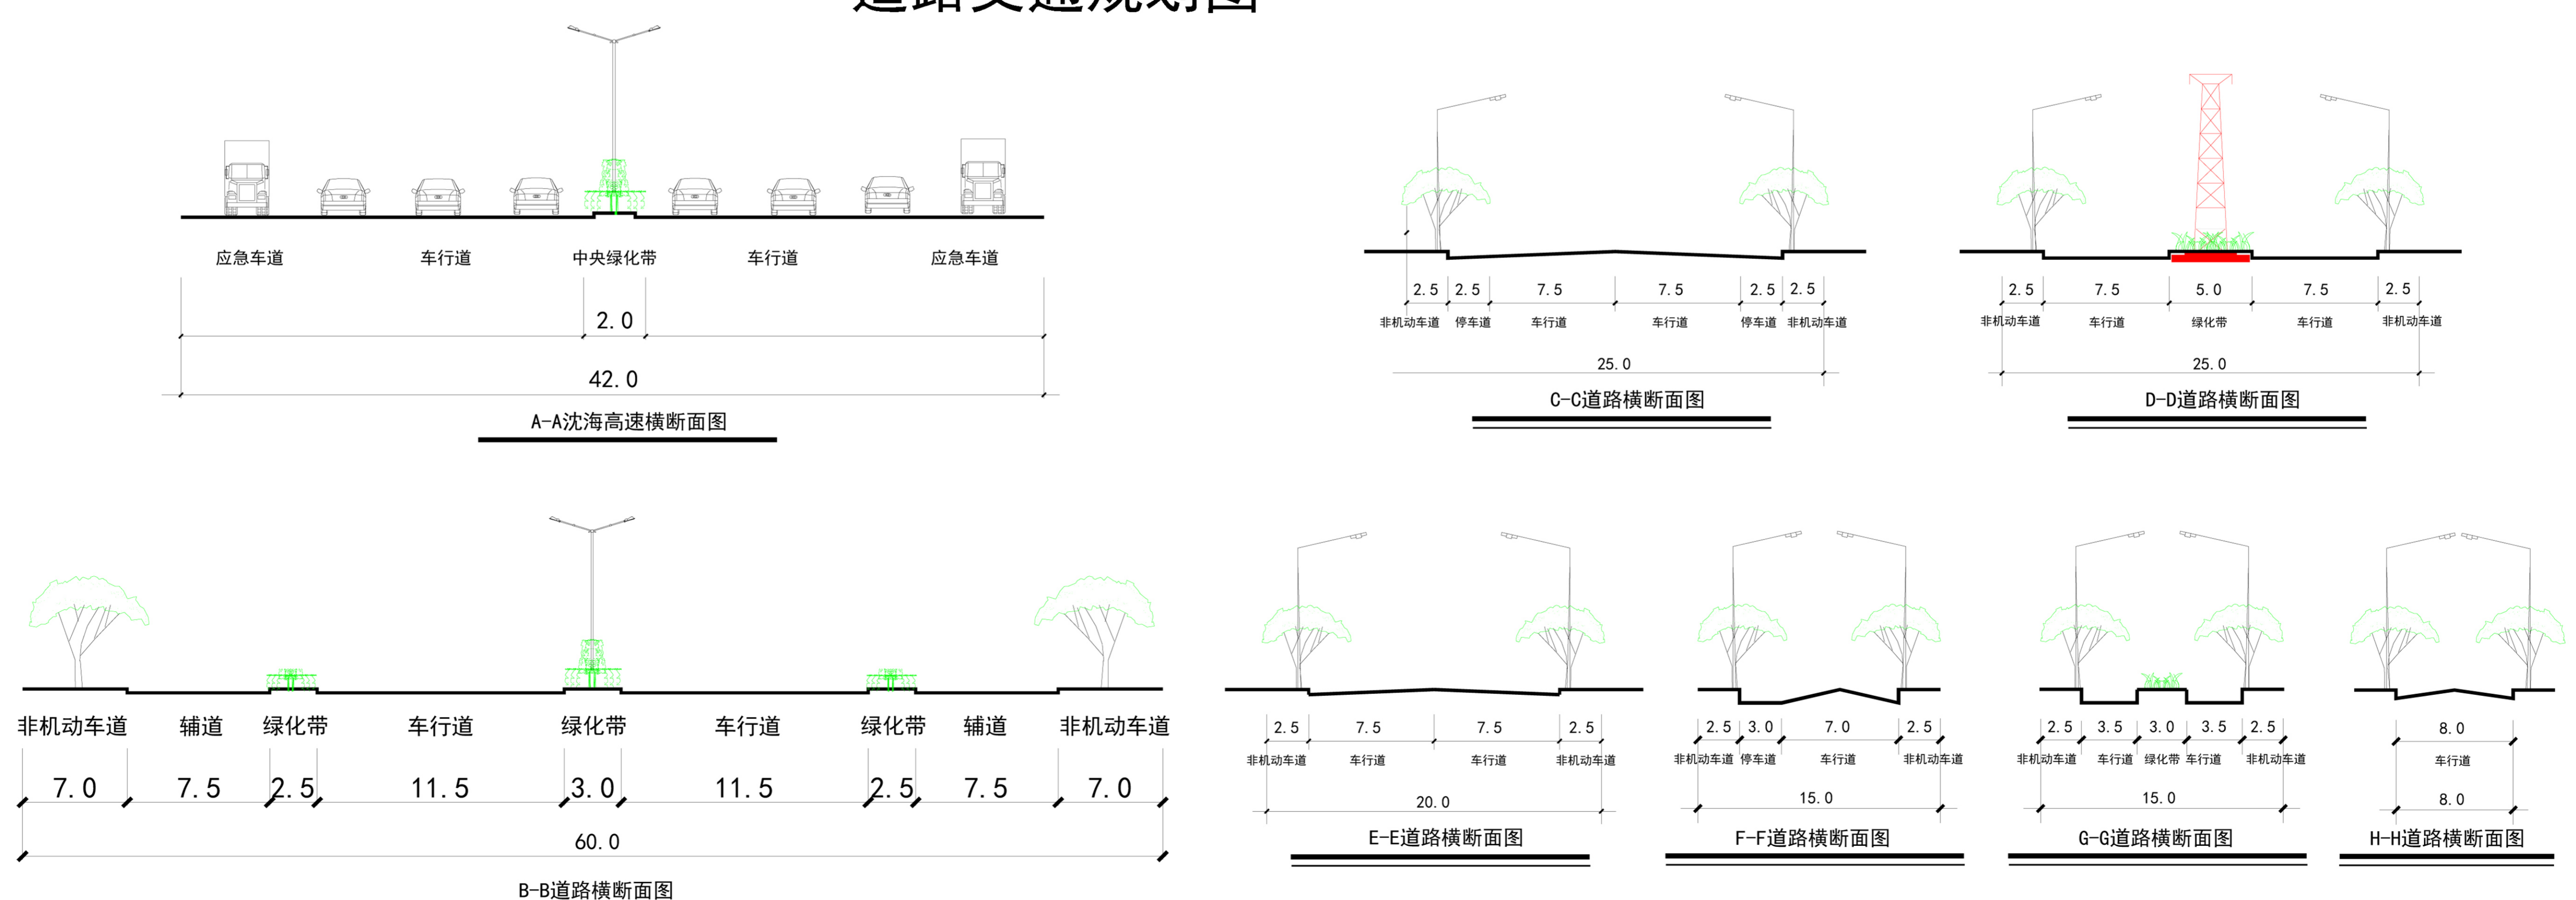 道路交通规划图
应急车道 车行道 中央绿化带 车行道 应急车道
2.0
42.0
A-A沈海高速横断面图
2.5 2.5 7.5 7.5 2.5 2.5
非机动车道 停车道 车行道 车行道 停车道 非机动车道
25.0
C-C道路横断面图
2.5 7.5 5.0 7.5 2.5
非机动车道 车行道 绿化带 车行道 非机动车道
25.0
D-D道路横断面图
非机动车道 辅道 绿化带 车行道 绿化带 车行道 绿化带 辅道 非机动车道
7.0 7.5 2.5 11.5 3.0 11.5 2.5 7.5 7.0
60.0
B-B道路横断面图
2.5 7.5 7.5 2.5
非机动车道 车行道 车行道 非机动车道
20.0
E-E道路横断面图
2.5 3.0 7.0 2.5
非机动车道 停车道 车行道 非机动车道
15.0
F-F道路横断面图
2.5 3.5 3.0 3.5 2.5
非机动车道 车行道 绿化带 车行道 非机动车道
15.0
G-G道路横断面图
8.0
车行道
8.0
H-H道路横断面图